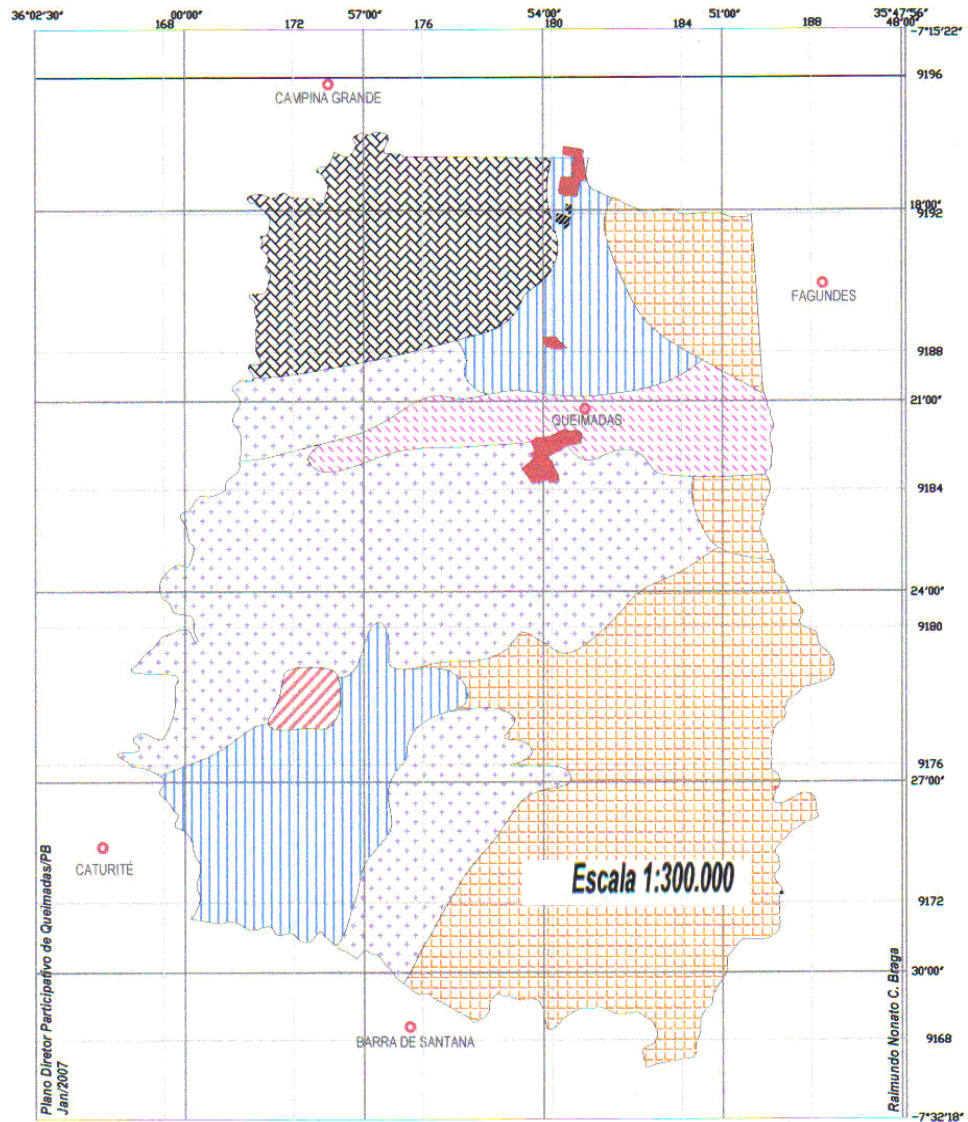 36°02'30" 00'00" 57'00" 54'00" 51'00" 35°47'56"
48'00"
168 172 176 180 184 188
-7°15'22"
9196
CAMPINA GRANDE
18'00"
9192
FAGUNDES
9188
21'00"
QUEIMADAS
9184
24'00"
9180
9176
27'00"
CATURITÉ
Escala 1:300.000
9172
30'00"
BARRA DE SANTANA
9168
-7°32'18"
Plano Diretor Participativo de Queimadas/PB
Jan/2007
Raimundo Nonato C. Braga